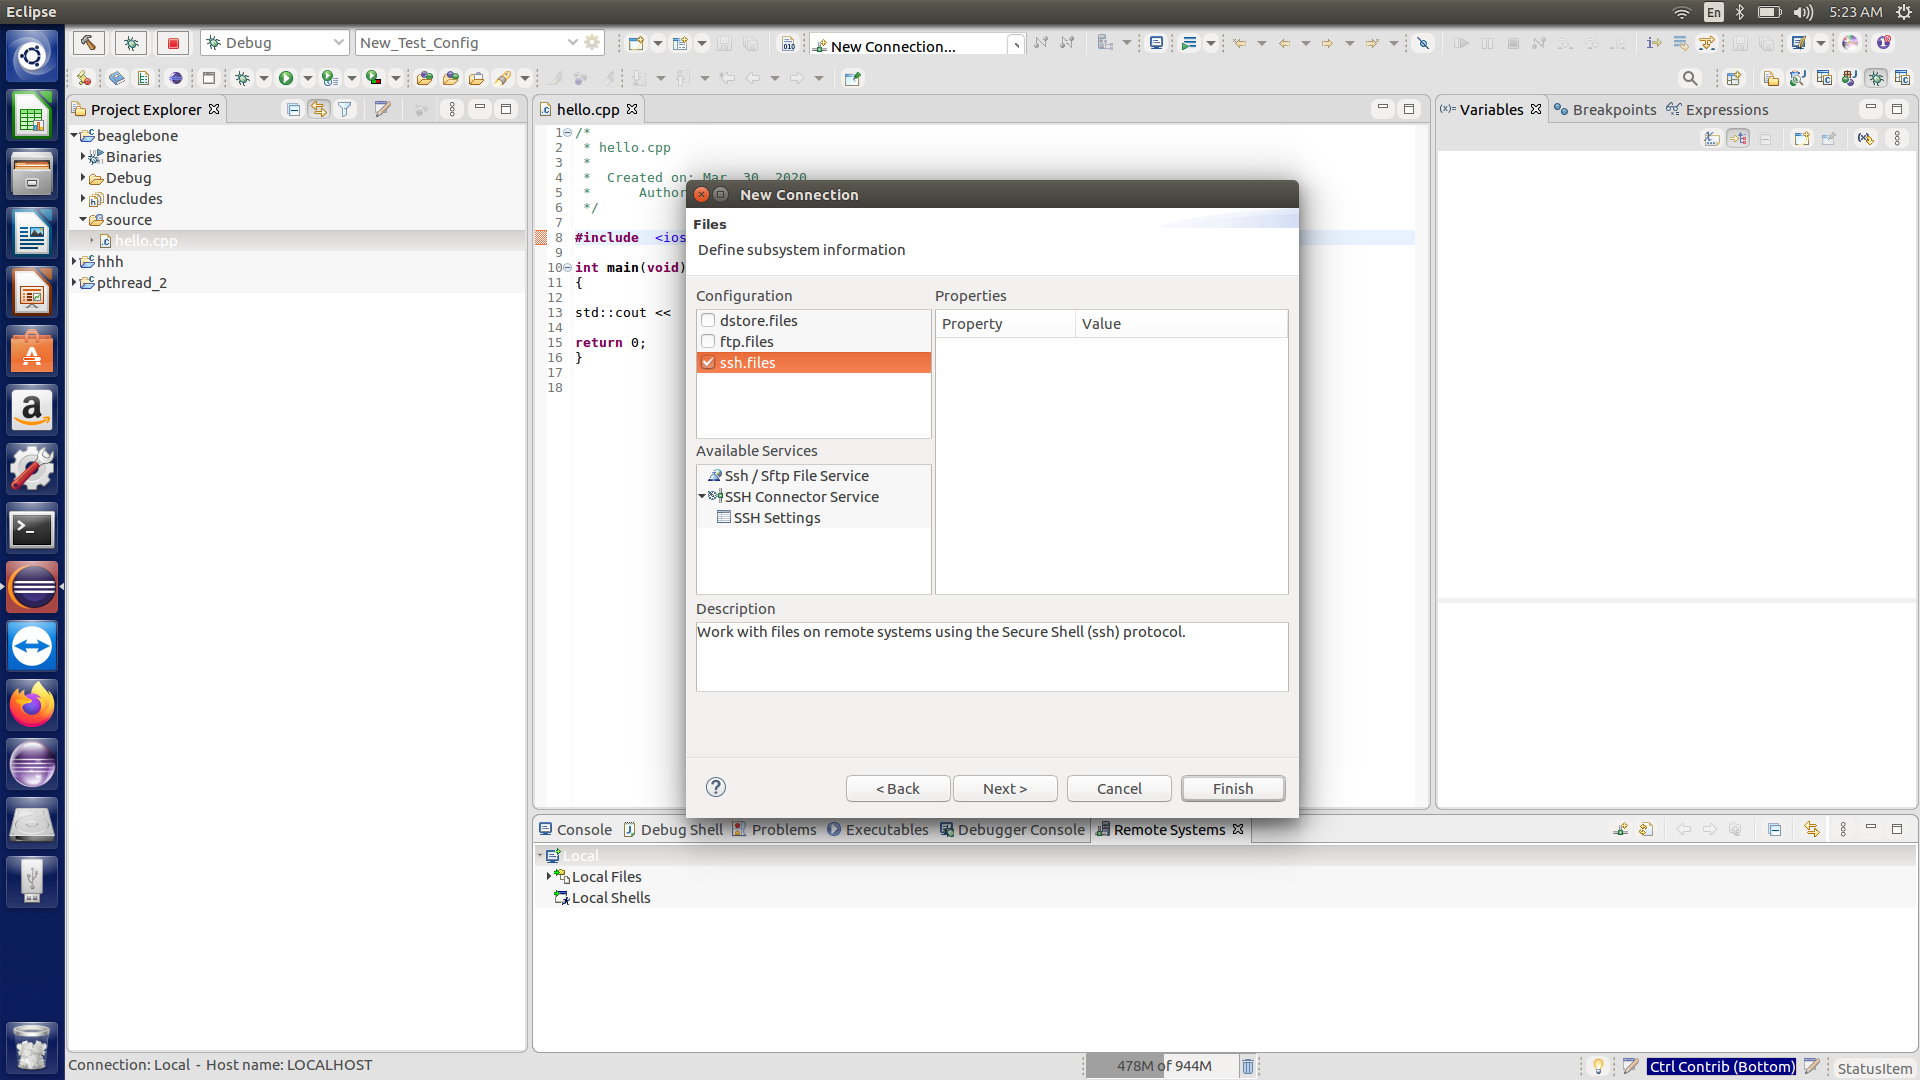 Eclipse
En
5:23 AM
Debug
New_Test_Config
010
New Connection...
Project Explorer
hello.cpp
(x)= Variables
Breakpoints
Expressions
beaglebone
Binaries
Debug
Includes
source
hello.cpp
hhh
pthread_2
1 /*
2  * hello.cpp
3  *
4  *  Created on: Mar  30, 2020
5  *      Author
6  */
7
8 #include  <ios
9
10 int main(void)
11 {
12
13 std::cout <<
14
15 return 0;
16 }
17
18
New Connection
Files
Define subsystem information
Configuration
Properties
dstore.files
ftp.files
ssh.files
Property
Value
Available Services
Ssh / Sftp File Service
SSH Connector Service
SSH Settings
Description
Work with files on remote systems using the Secure Shell (ssh) protocol.
?
< Back
Next >
Cancel
Finish
Console
Debug Shell
Problems
Executables
Debugger Console
Remote Systems
Local
Local Files
Local Shells
Connection: Local - Host name: LOCALHOST
478M of 944M
Ctrl Contrib (Bottom)
StatusItem